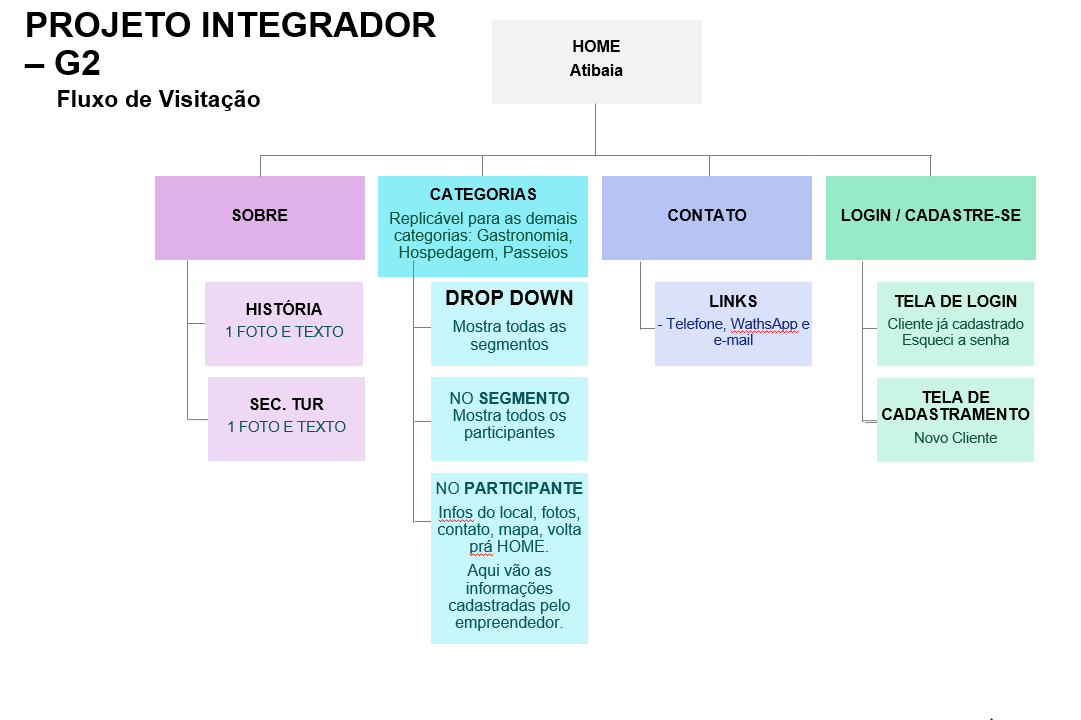 PROJETO INTEGRADOR
– G2
Fluxo de Visitação
HOME
Atibaia
SOBRE
HISTÓRIA
1 FOTO E TEXTO
SEC. TUR
1 FOTO E TEXTO
CATEGORIAS
Replicável para as demais
categorias: Gastronomia,
Hospedagem, Passeios
DROP DOWN
Mostra todas as
segmentos
NO SEGMENTO
Mostra todos os
participantes
NO PARTICIPANTE
Infos do local, fotos,
contato, mapa, volta
prá HOME.
Aqui vão as
informações
cadastradas pelo
empreendedor.
CONTATO
LINKS
- Telefone, WathsApp e
e-mail
LOGIN / CADASTRE-SE
TELA DE LOGIN
Cliente já cadastrado
Esqueci a senha
TELA DE
CADASTRAMENTO
Novo Cliente